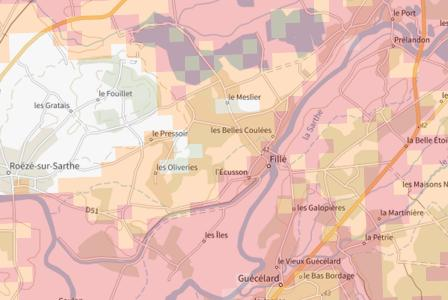 le Port
Prélandon
le Fouillet
les Gratais
le Meslier
la Sarthe
le Pressoir
les Belles Coulées
la Belle Étoi
Roézé-sur-Sarthe
les Oliveries
l'Écusson
Fillé
les Maisons N
D51
les Galopières
la Martinière
les Îles
la Pétrie
le Vieux Guécélard
Guécélard
le Bas Bordage